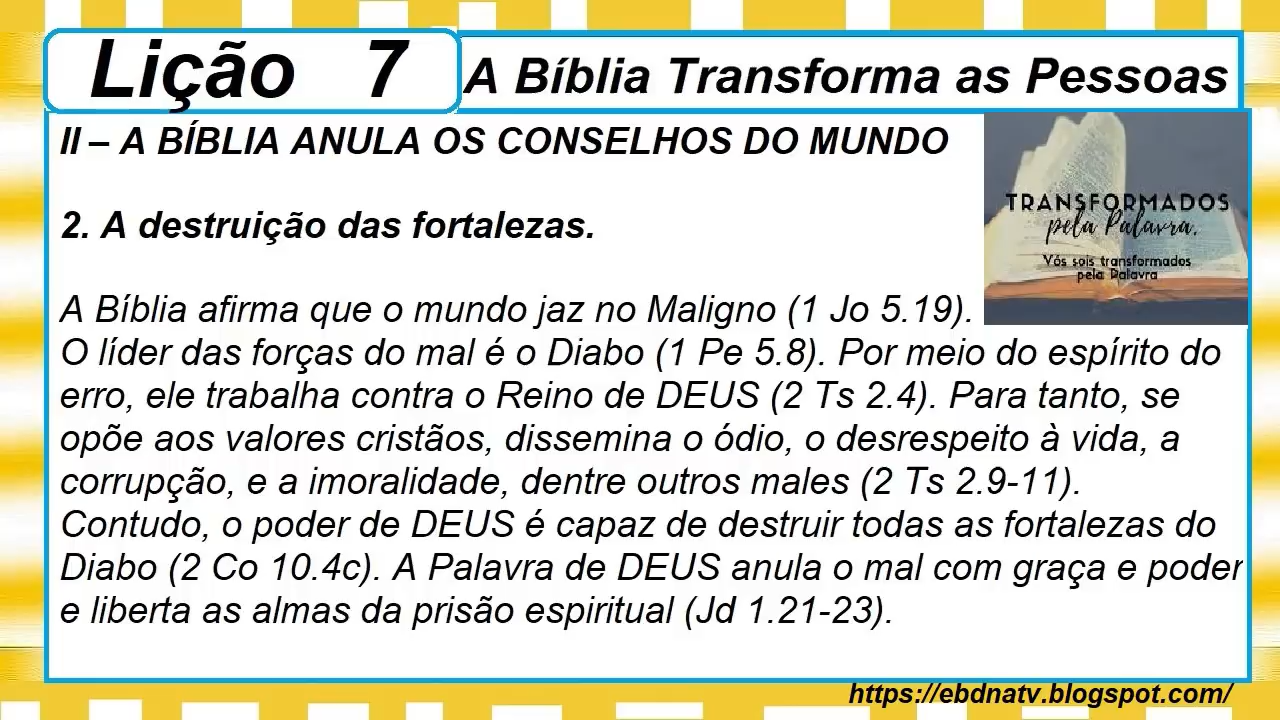 Lição 7
A Bíblia Transforma as Pessoas
II – A BÍBLIA ANULA OS CONSELHOS DO MUNDO
TRANSFORMADOS
pela Palavra.
Vós sois transformados
pela Palavra
2. A destruição das fortalezas.
A Bíblia afirma que o mundo jaz no Maligno (1 Jo 5.19).
O líder das forças do mal é o Diabo (1 Pe 5.8). Por meio do espírito do
erro, ele trabalha contra o Reino de DEUS (2 Ts 2.4). Para tanto, se
opõe aos valores cristãos, dissemina o ódio, o desrespeito à vida, a
corrupção, e a imoralidade, dentre outros males (2 Ts 2.9-11).
Contudo, o poder de DEUS é capaz de destruir todas as fortalezas do
Diabo (2 Co 10.4c). A Palavra de DEUS anula o mal com graça e poder
e liberta as almas da prisão espiritual (Jd 1.21-23).
https://ebdnatv.blogspot.com/